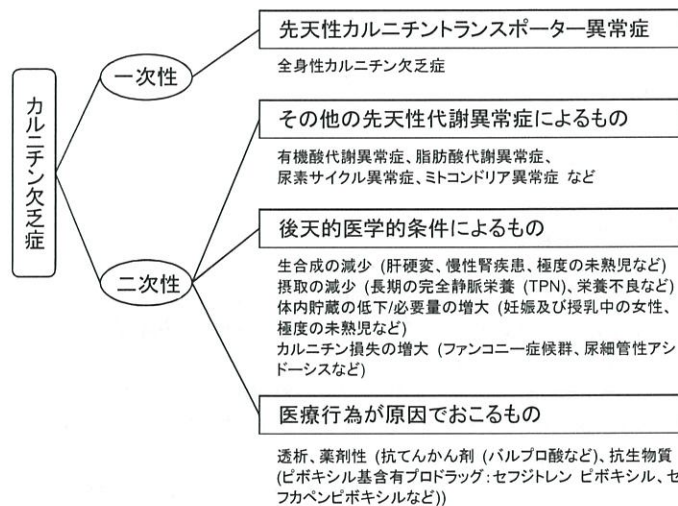 カルニチン欠乏症
一次性
先天性カルニチントランスポーター異常症
全身性カルニチン欠乏症
二次性
その他の先天性代謝異常症によるもの
有機酸代謝異常症、脂肪酸代謝異常症、
尿素サイクル異常症、ミトコンドリア異常症 など
後天的医学的条件によるもの
生合成の減少 (肝硬変、慢性腎疾患、極度の未熟児など)
摂取の減少 (長期の完全静脈栄養 (TPN)、栄養不良など)
体内貯蔵の低下/必要量の増大 (妊娠及び授乳中の女性、
極度の未熟児など)
カルニチン損失の増大 (ファンコニー症候群、尿細管性アシ
ドーシスなど)
医療行為が原因でおこるもの
透析、薬剤性 (抗てんかん剤 (バルプロ酸など)、抗生物質
(ピボキシル基含有プロドラッグ:セフジトレン ピボキシル、セ
フカペンピボキシルなど))